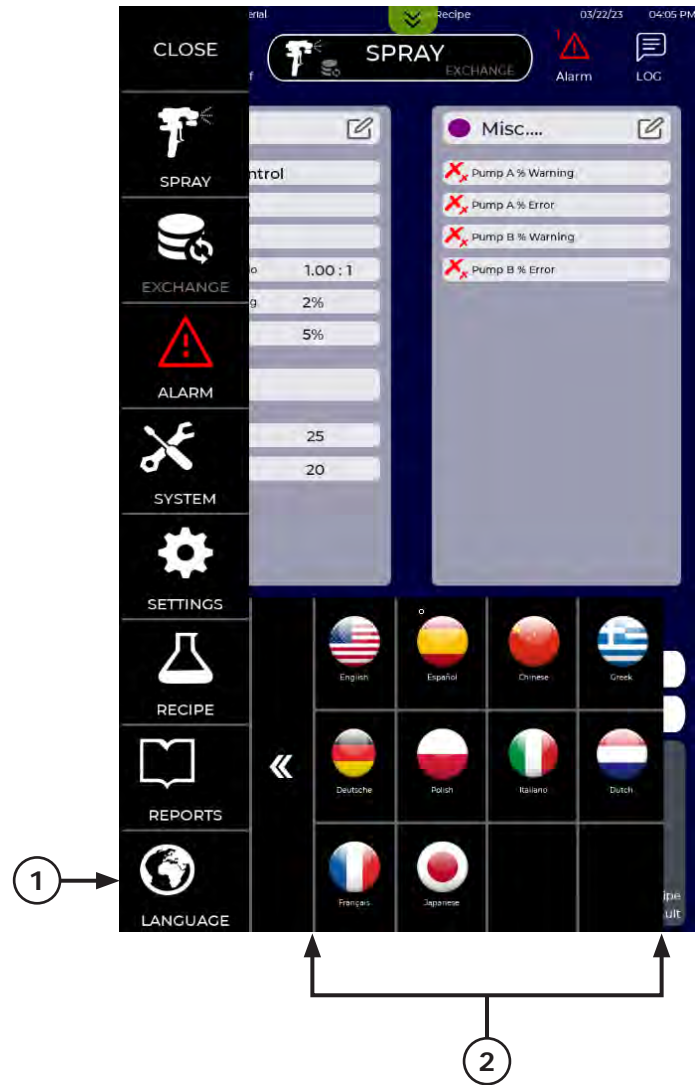 erial
Recipe
03/22/23
04:05 PM
CLOSE
SPRAY
EXCHANGE
Alarm
LOG
SPRAY
EXCHANGE
ALARM
SYSTEM
SETTINGS
RECIPE
REPORTS
LANGUAGE
ntrol
1.00 : 1
2%
5%
25
20
Misc....
Pump A % Warning
Pump A % Error
Pump B % Warning
Pump B % Error
English
Español
Chinese
Greek
Deutsche
Polish
Italiano
Dutch
Français
Japanese
ipe
ult
1
2